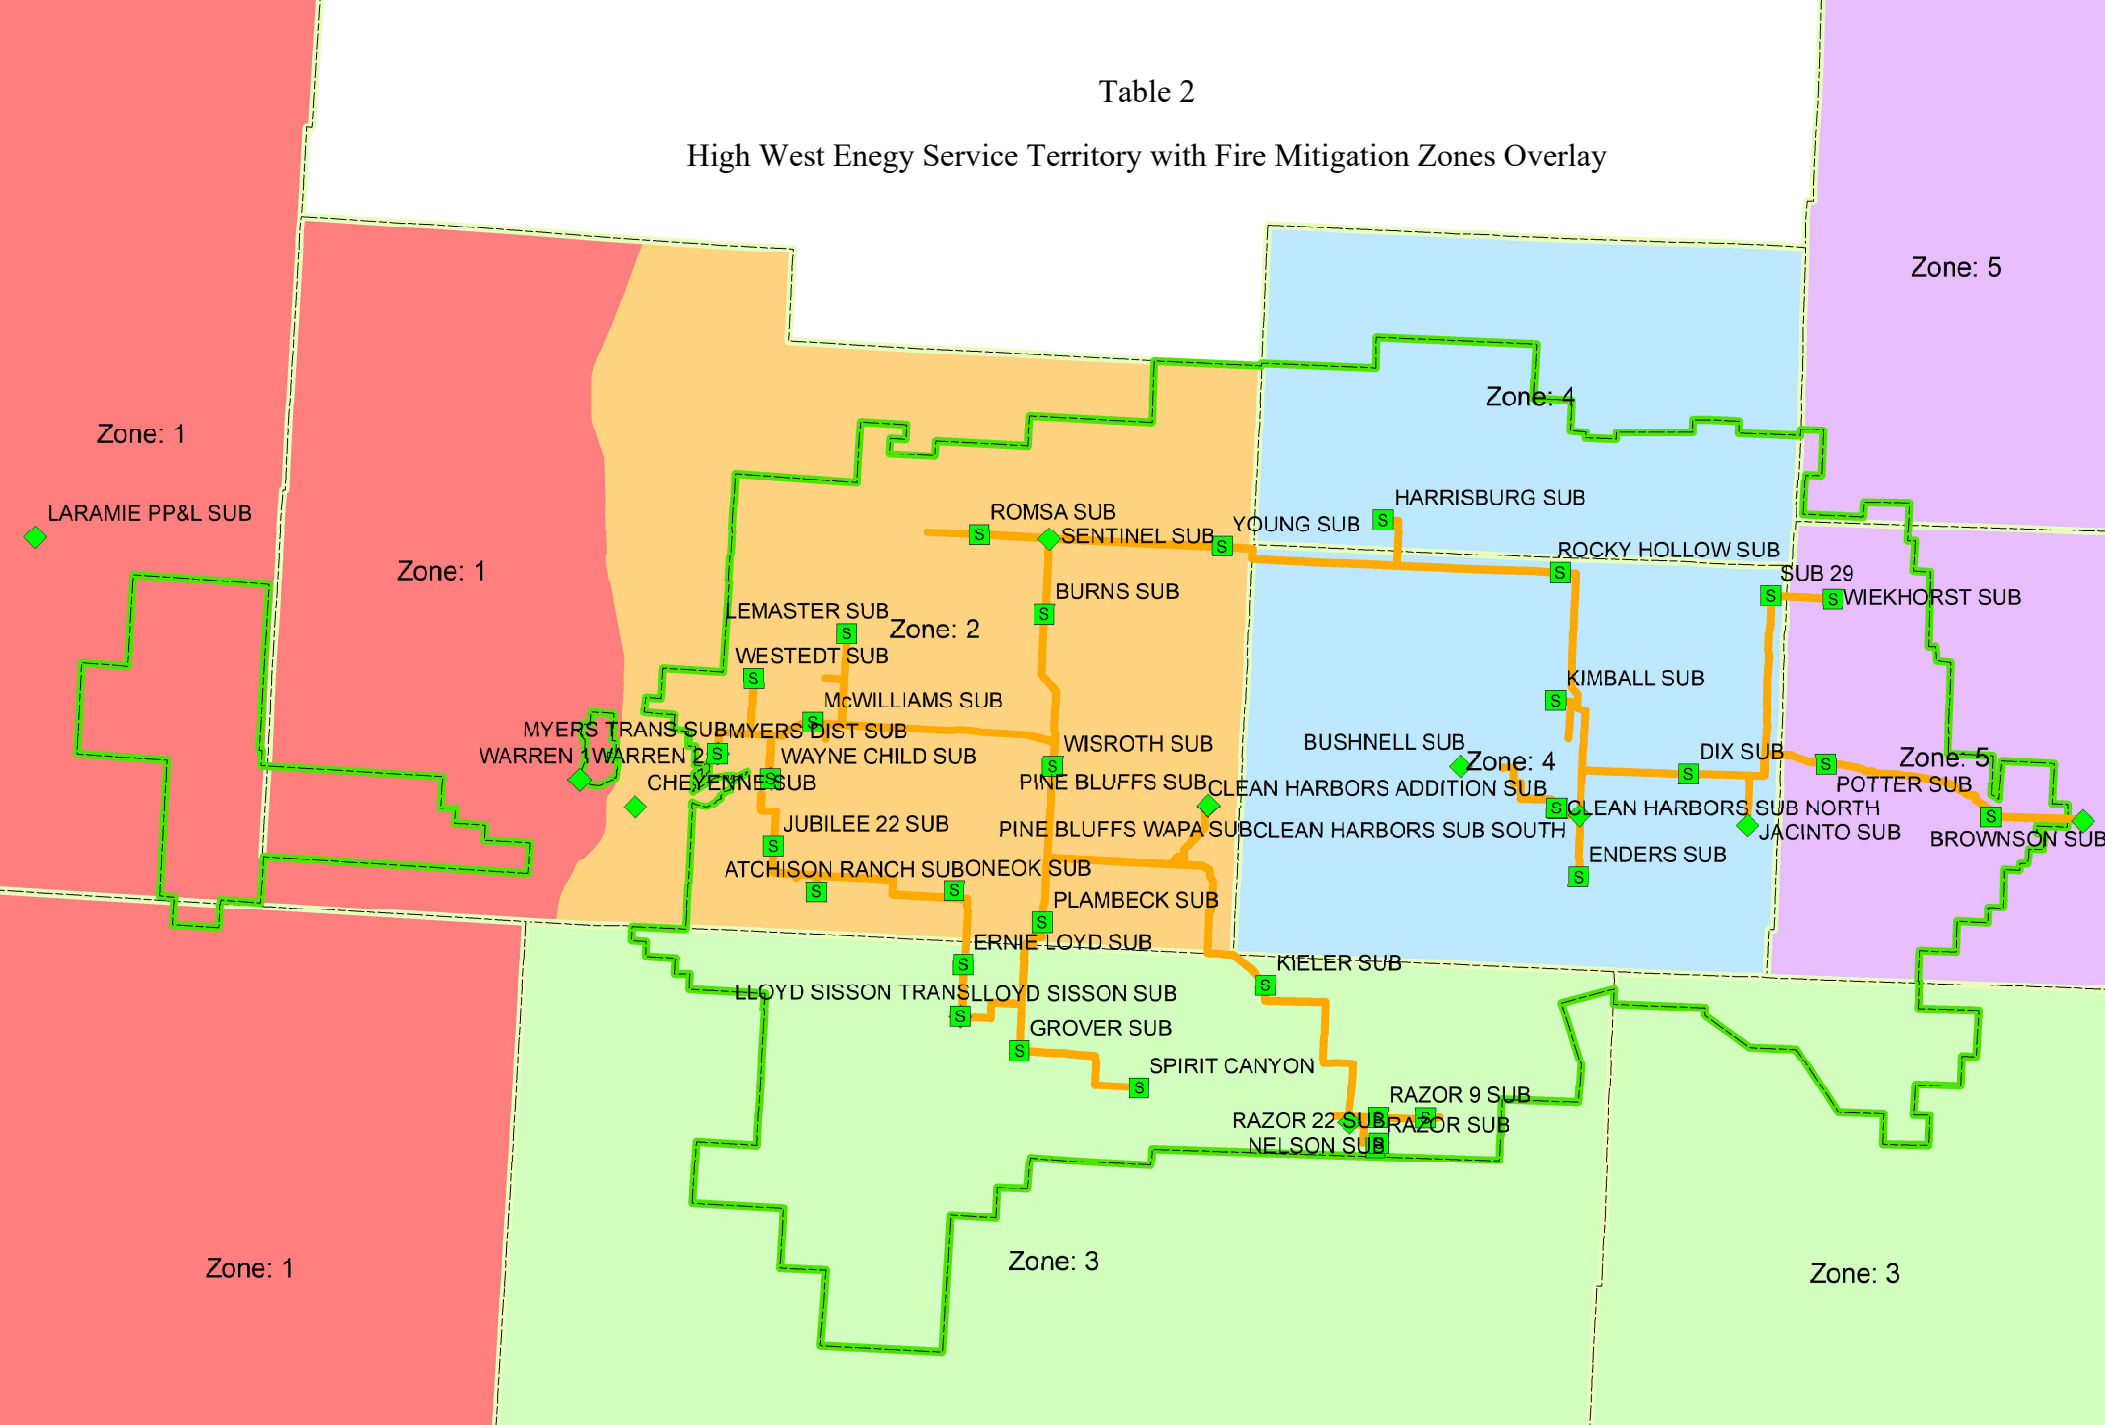 Table 2
High West Enegy Service Territory with Fire Mitigation Zones Overlay
Zone: 5
Zone: 4
Zone: 1
HARRISBURG SUB
LARAMIE PP&L SUB
ROMSA SUB
YOUNG SUB
SENTINEL SUB
ROCKY HOLLOW SUB
Zone: 1
SUB 29
BURNS SUB
WIEKHORST SUB
LEMASTER SUB
Zone: 2
WESTEDT SUB
KIMBALL SUB
McWILLIAMS SUB
MYERS TRANS SUB
MYERS DIST SUB
WISROTH SUB
BUSHNELL SUB
DIX SUB
WARREN 1
WARREN 2
WAYNE CHILD SUB
Zone: 4
Zone: 5
CHEYENNE SUB
PINE BLUFFS SUB
CLEAN HARBORS ADDITION SUB
POTTER SUB
CLEAN HARBORS SUB NORTH
JUBILEE 22 SUB
PINE BLUFFS WAPA SUB
CLEAN HARBORS SUB SOUTH
JACINTO SUB
BROWNSON SUB
ENDERS SUB
ATCHISON RANCH SUB
ONEOK SUB
PLAMBECK SUB
ERNIE LOYD SUB
KIELER SUB
LLOYD SISSON TRANS
LLOYD SISSON SUB
GROVER SUB
SPIRIT CANYON
RAZOR 9 SUB
RAZOR 22 SUB
RAZOR SUB
NELSON SUB
Zone: 1
Zone: 3
Zone: 3